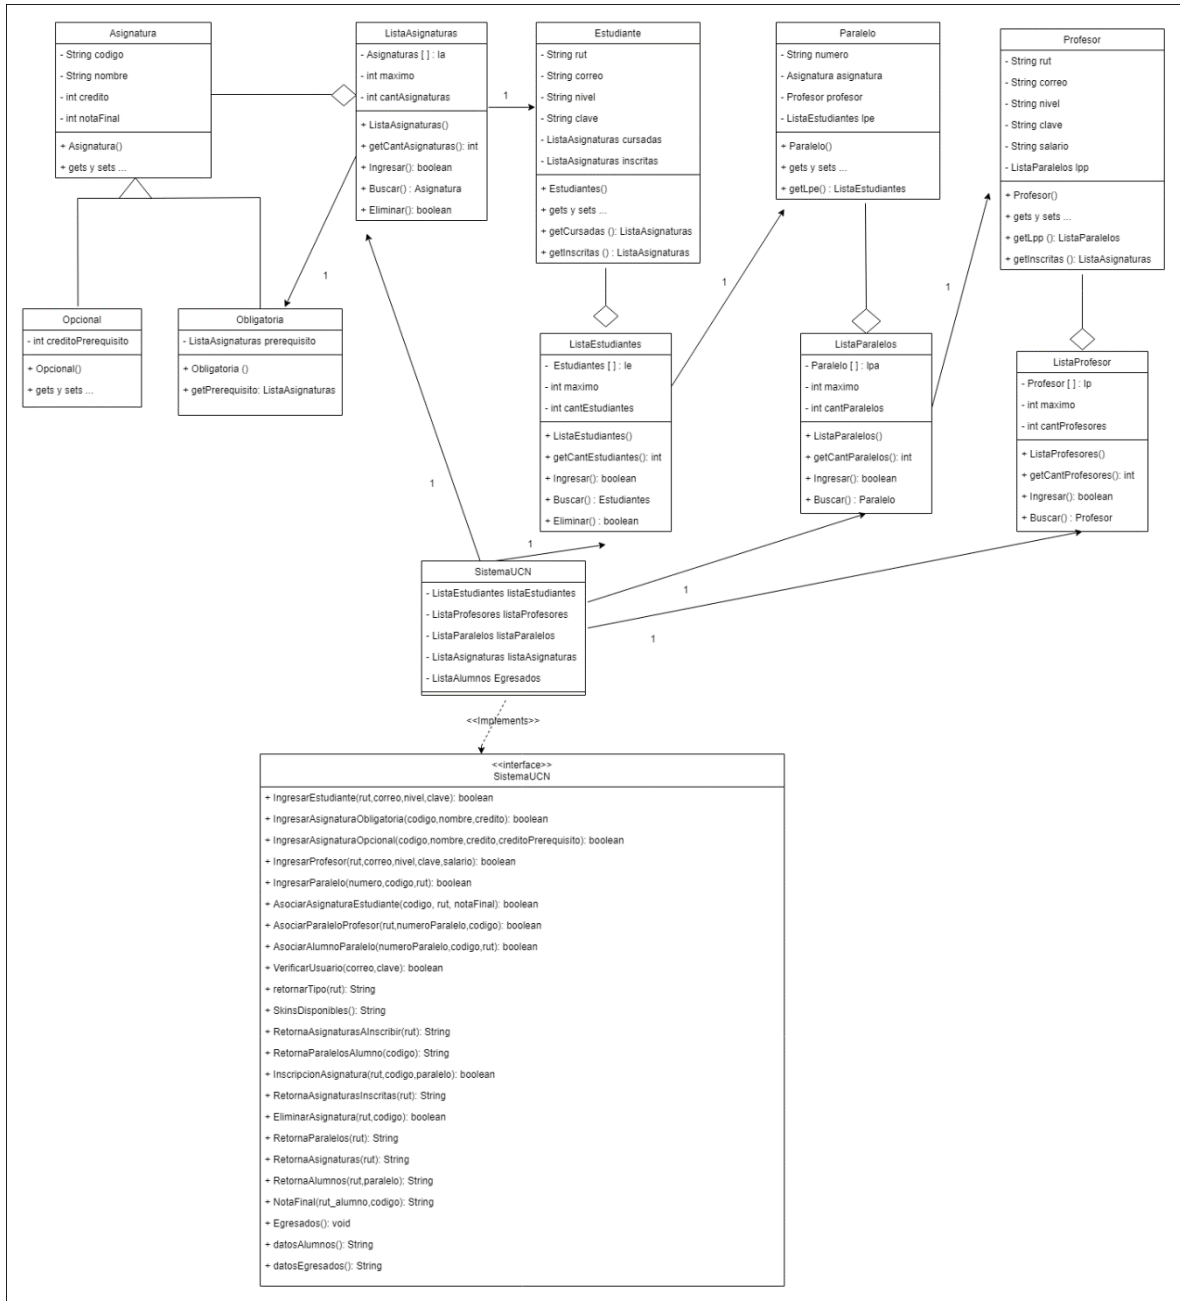 Asignatura
- String codigo
- String nombre
- int credito
- int notaFinal
+ Asignatura()
+ gets y sets ...
ListaAsignaturas
- Asignaturas [ ] : la
- int maximo
- int cantAsignaturas
+ ListaAsignaturas()
+ getCantAsignaturas(): int
+ Ingresar(): boolean
+ Buscar() : Asignatura
+ Eliminar(): boolean
1
Estudiante
- String rut
- String correo
- String nivel
- String clave
- ListaAsignaturas cursadas
- ListaAsignaturas inscritas
+ Estudiantes()
+ gets y sets ...
+ getCursadas (): ListaAsignaturas
+ getInscritas () : ListaAsignaturas
Paralelo
- String numero
- Asignatura asignatura
- Profesor profesor
- ListaEstudiantes lpe
+ Paralelo()
+ gets y sets ...
+ getLpe() : ListaEstudiantes
Profesor
- String rut
- String correo
- String nivel
- String clave
- String salario
- ListaParalelos lpp
+ Profesor()
+ gets y sets ...
+ getLpp (): ListaParalelos
+ getInscritas (): ListaAsignaturas
1
1
1
Opcional
- int creditoPrerequisito
+ Opcional()
+ gets y sets ...
Obligatoria
- ListaAsignaturas prerequisito
+ Obligatoria ()
+ getPrerequisito: ListaAsignaturas
ListaEstudiantes
- Estudiantes [ ] : le
- int maximo
- int cantEstudiantes
+ ListaEstudiantes()
+ getCantEstudiantes(): int
+ Ingresar(): boolean
+ Buscar() : Estudiantes
+ Eliminar() : boolean
ListaParalelos
- Paralelo [ ] : lpa
- int maximo
- int cantParalelos
+ ListaParalelos()
+ getCantParalelos(): int
+ Ingresar(): boolean
+ Buscar() : Paralelo
ListaProfesor
- Profesor [ ] : lp
- int maximo
- int cantProfesores
+ ListaProfesores()
+ getCantProfesores(): int
+ Ingresar(): boolean
+ Buscar() : Profesor
1
1
1
1
SistemaUCN
- ListaEstudiantes listaEstudiantes
- ListaProfesores listaProfesores
- ListaParalelos listaParalelos
- ListaAsignaturas listaAsignaturas
- ListaAlumnos Egresados
<<Implements>>
<<interface>>
SistemaUCN
+ IngresarEstudiante(rut,correo,nivel,clave): boolean
+ IngresarAsignaturaObligatoria(codigo,nombre,credito): boolean
+ IngresarAsignaturaOpcional(codigo,nombre,credito,creditoPrerequisito): boolean
+ IngresarProfesor(rut,correo,nivel,clave,salario): boolean
+ IngresarParalelo(numero,codigo,rut): boolean
+ AsociarAsignaturaEstudiante(codigo, rut, notaFinal): boolean
+ AsociarParaleloProfesor(rut,numeroParalelo,codigo): boolean
+ AsociarAlumnoParalelo(numeroParalelo,codigo,rut): boolean
+ VerificarUsuario(correo,clave): boolean
+ retornarTipo(rut): String
+ SkinsDisponibles(): String
+ RetornaAsignaturasAInscribir(rut): String
+ RetornaParalelosAlumno(codigo): String
+ InscripcionAsignatura(rut,codigo,paralelo): boolean
+ RetornaAsignaturasInscritas(rut): String
+ EliminarAsignatura(rut,codigo): boolean
+ RetornaParalelos(rut): String
+ RetornaAsignaturas(rut): String
+ RetornaAlumnos(rut,paralelo): String
+ NotaFinal(rut_alumno,codigo): String
+ Egresados(): void
+ datosAlumnos(): String
+ datosEgresados(): String